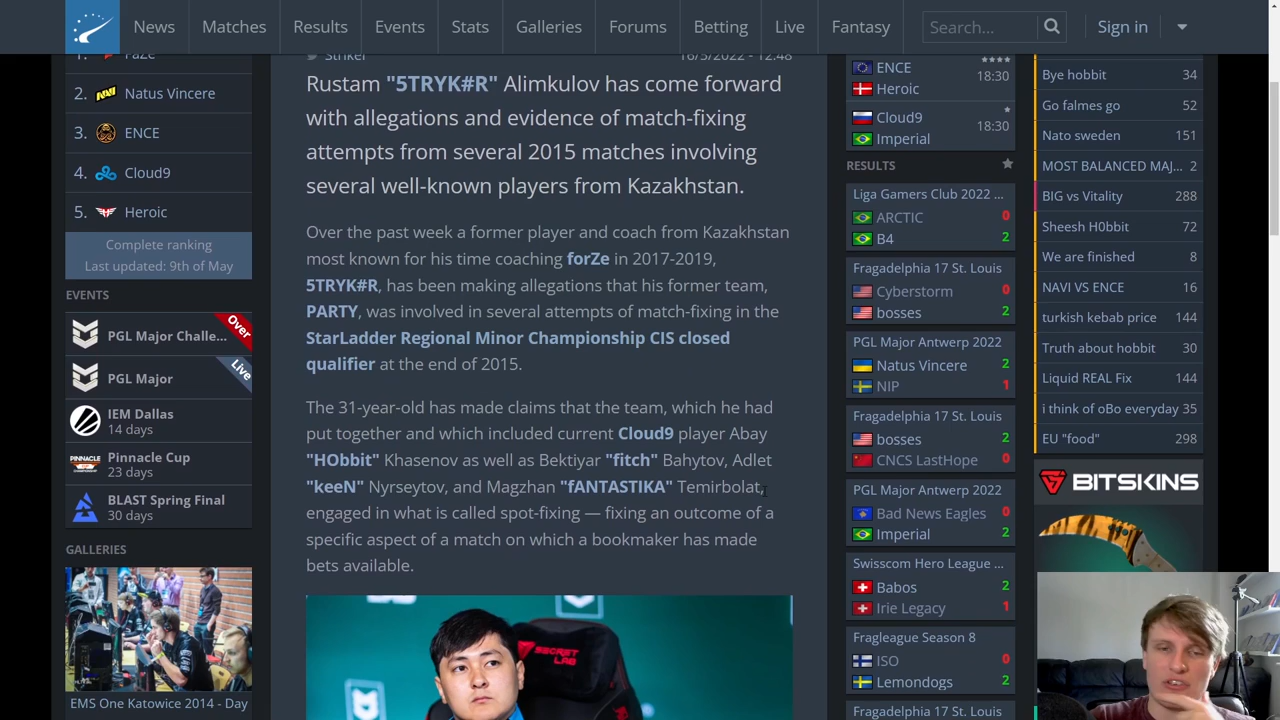 News
Matches
Results
Events
Stats
Galleries
Forums
Betting
Live
Fantasy
Search...
Sign in
1. FaZe
2. Natus Vincere
3. ENCE
4. Cloud9
5. Heroic
Complete ranking
Last updated: 9th of May
EVENTS
PGL Major Challe...
Over
PGL Major
Live
IEM Dallas
14 days
Pinnacle Cup
23 days
BLAST Spring Final
30 days
GALLERIES
EMS One Katowice 2014 - Day
Striker
16/5/2022 - 12:48
Rustam "5TRYK#R" Alimkulov has come forward
with allegations and evidence of match-fixing
attempts from several 2015 matches involving
several well-known players from Kazakhstan.
Over the past week a former player and coach from Kazakhstan
most known for his time coaching forZe in 2017-2019,
5TRYK#R, has been making allegations that his former team,
PARTY, was involved in several attempts of match-fixing in the
StarLadder Regional Minor Championship CIS closed
qualifier at the end of 2015.
The 31-year-old has made claims that the team, which he had
put together and which included current Cloud9 player Abay
"HObbit" Khasenov as well as Bektiyar "fitch" Bahytov, Adlet
"keeN" Nyrseytov, and Magzhan "fANTASTIKA" Temirbolat,
engaged in what is called spot-fixing — fixing an outcome of a
specific aspect of a match on which a bookmaker has made
bets available.
SECRET
LAB
ENCE
18:30
Heroic
Cloud9
18:30
Imperial
RESULTS
Liga Gamers Club 2022 ...
ARCTIC 0
B4 2
Fragadelphia 17 St. Louis
Cyberstorm 0
bosses 2
PGL Major Antwerp 2022
Natus Vincere 2
NIP 1
Fragadelphia 17 St. Louis
bosses 2
CNCS LastHope 0
PGL Major Antwerp 2022
Bad News Eagles 0
Imperial 2
Swisscom Hero League ...
Babos 2
Irie Legacy 1
Fragleague Season 8
ISO 0
Lemondogs 2
Fragadelphia 17 St. Louis
Bye hobbit 34
Go falmes go 52
Nato sweden 151
MOST BALANCED MAJ... 2
BIG vs Vitality 288
Sheesh H0bbit 72
We are finished 8
NAVI VS ENCE 16
turkish kebab price 144
Truth about hobbit 30
Liquid REAL Fix 144
i think of oBo everyday 35
EU "food" 298
BITSKINS